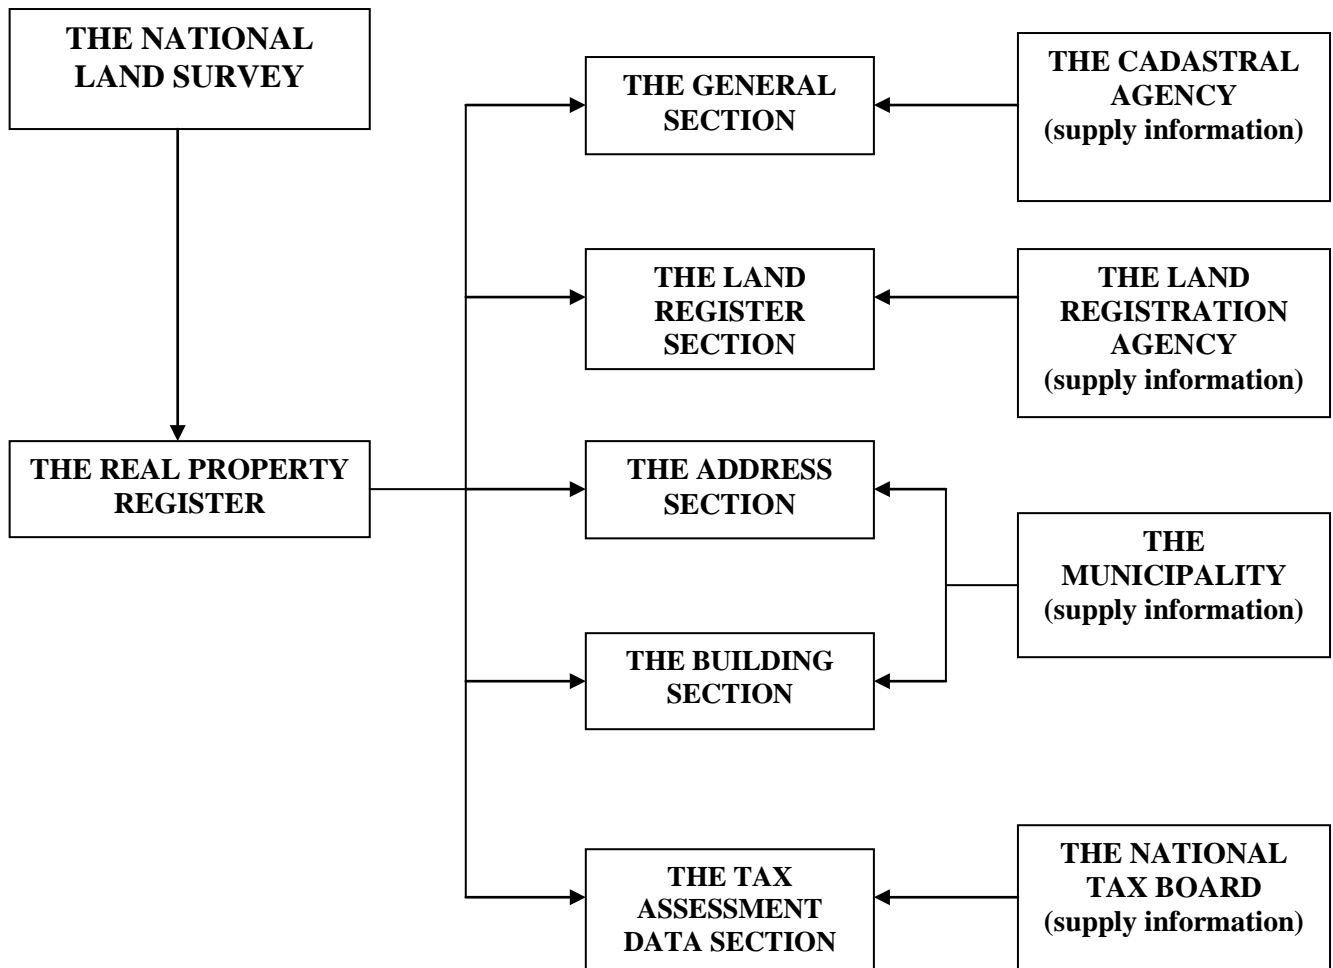 THE NATIONAL
LAND SURVEY
THE GENERAL
SECTION
THE CADASTRAL
AGENCY
(supply information)
THE LAND
REGISTER
SECTION
THE LAND
REGISTRATION
AGENCY
(supply information)
THE REAL PROPERTY
REGISTER
THE ADDRESS
SECTION
THE
MUNICIPALITY
(supply information)
THE BUILDING
SECTION
THE TAX
ASSESSMENT
DATA SECTION
THE NATIONAL
TAX BOARD
(supply information)